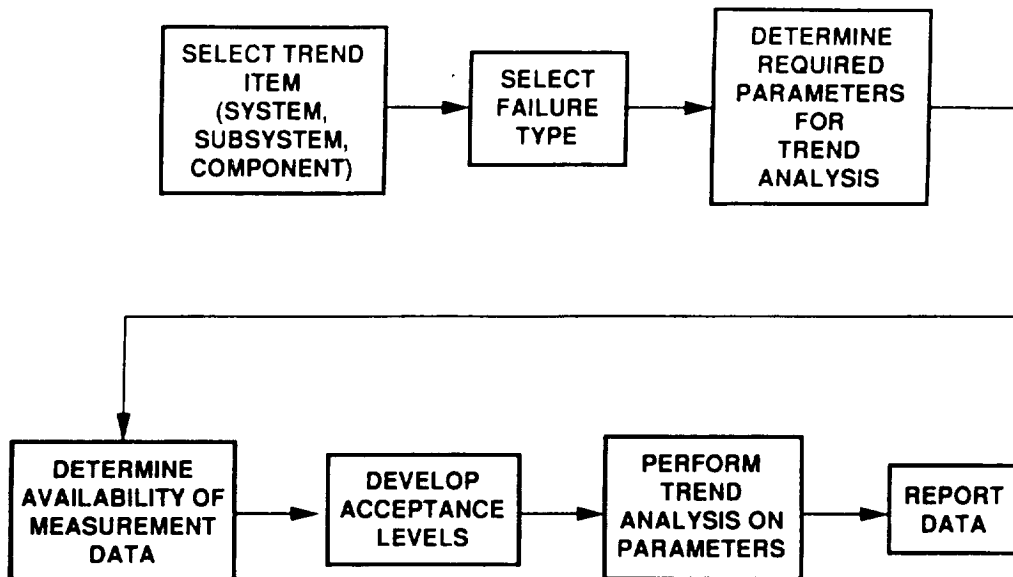 SELECT TREND
ITEM
(SYSTEM,
SUBSYSTEM,
COMPONENT)
SELECT
FAILURE
TYPE
DETERMINE
REQUIRED
PARAMETERS
FOR
TREND
ANALYSIS
DETERMINE
AVAILABILITY OF
MEASUREMENT
DATA
DEVELOP
ACCEPTANCE
LEVELS
PERFORM
TREND
ANALYSIS ON
PARAMETERS
REPORT
DATA